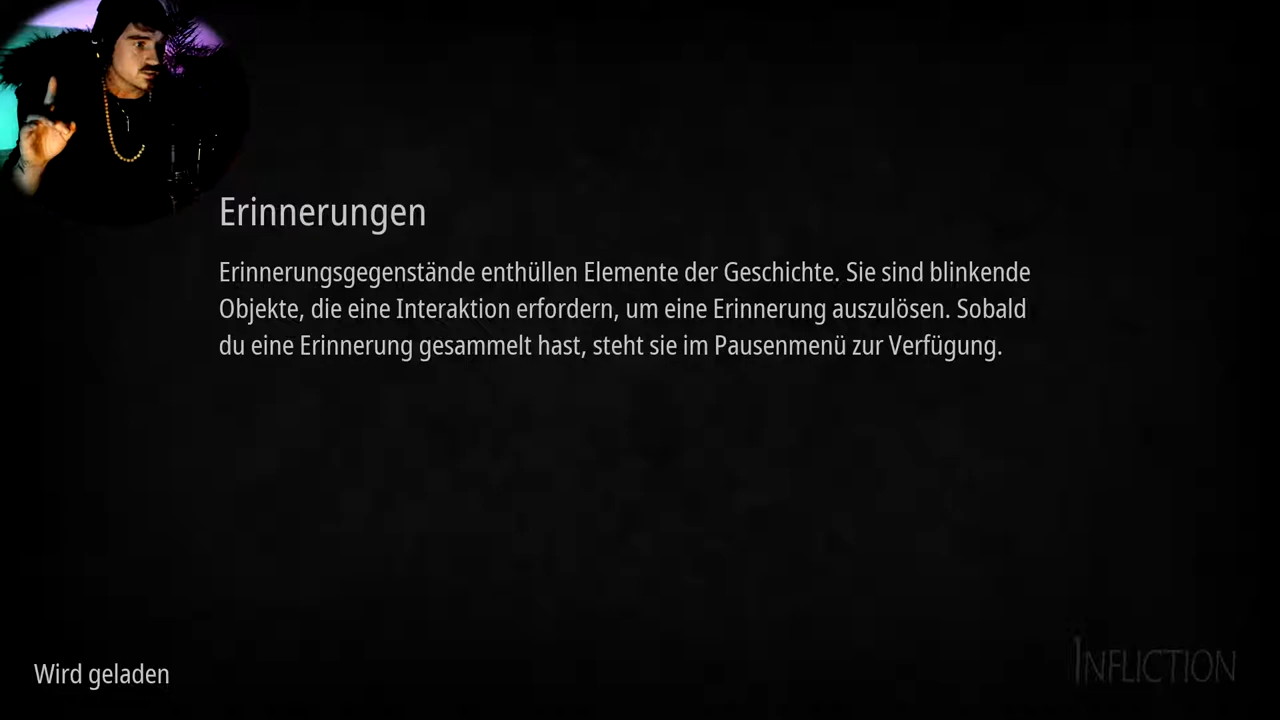 Erinnerungen
Erinnerungsgegenstände enthüllen Elemente der Geschichte. Sie sind blinkende
Objekte, die eine Interaktion erfordern, um eine Erinnerung auszulösen. Sobald
du eine Erinnerung gesammelt hast, steht sie im Pausenmenü zur Verfügung.
Wird geladen
INFLICTION